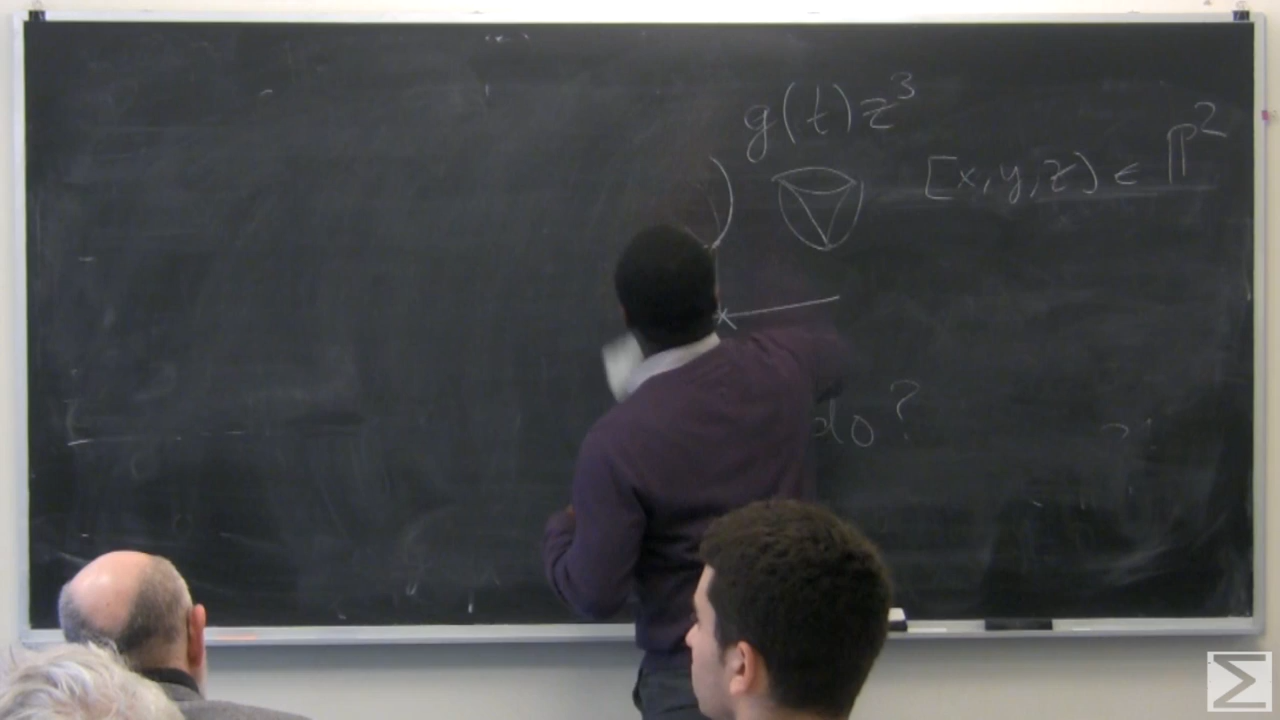 g(t)z³
[x,y,z) ∈ ℙ²
do?
Σ